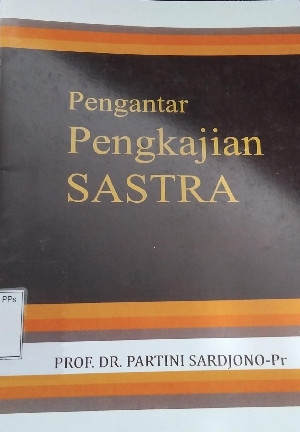 Pengantar
Pengkajian
SASTRA
PPs
PROF. DR. PARTINI SARDJONO-Pr